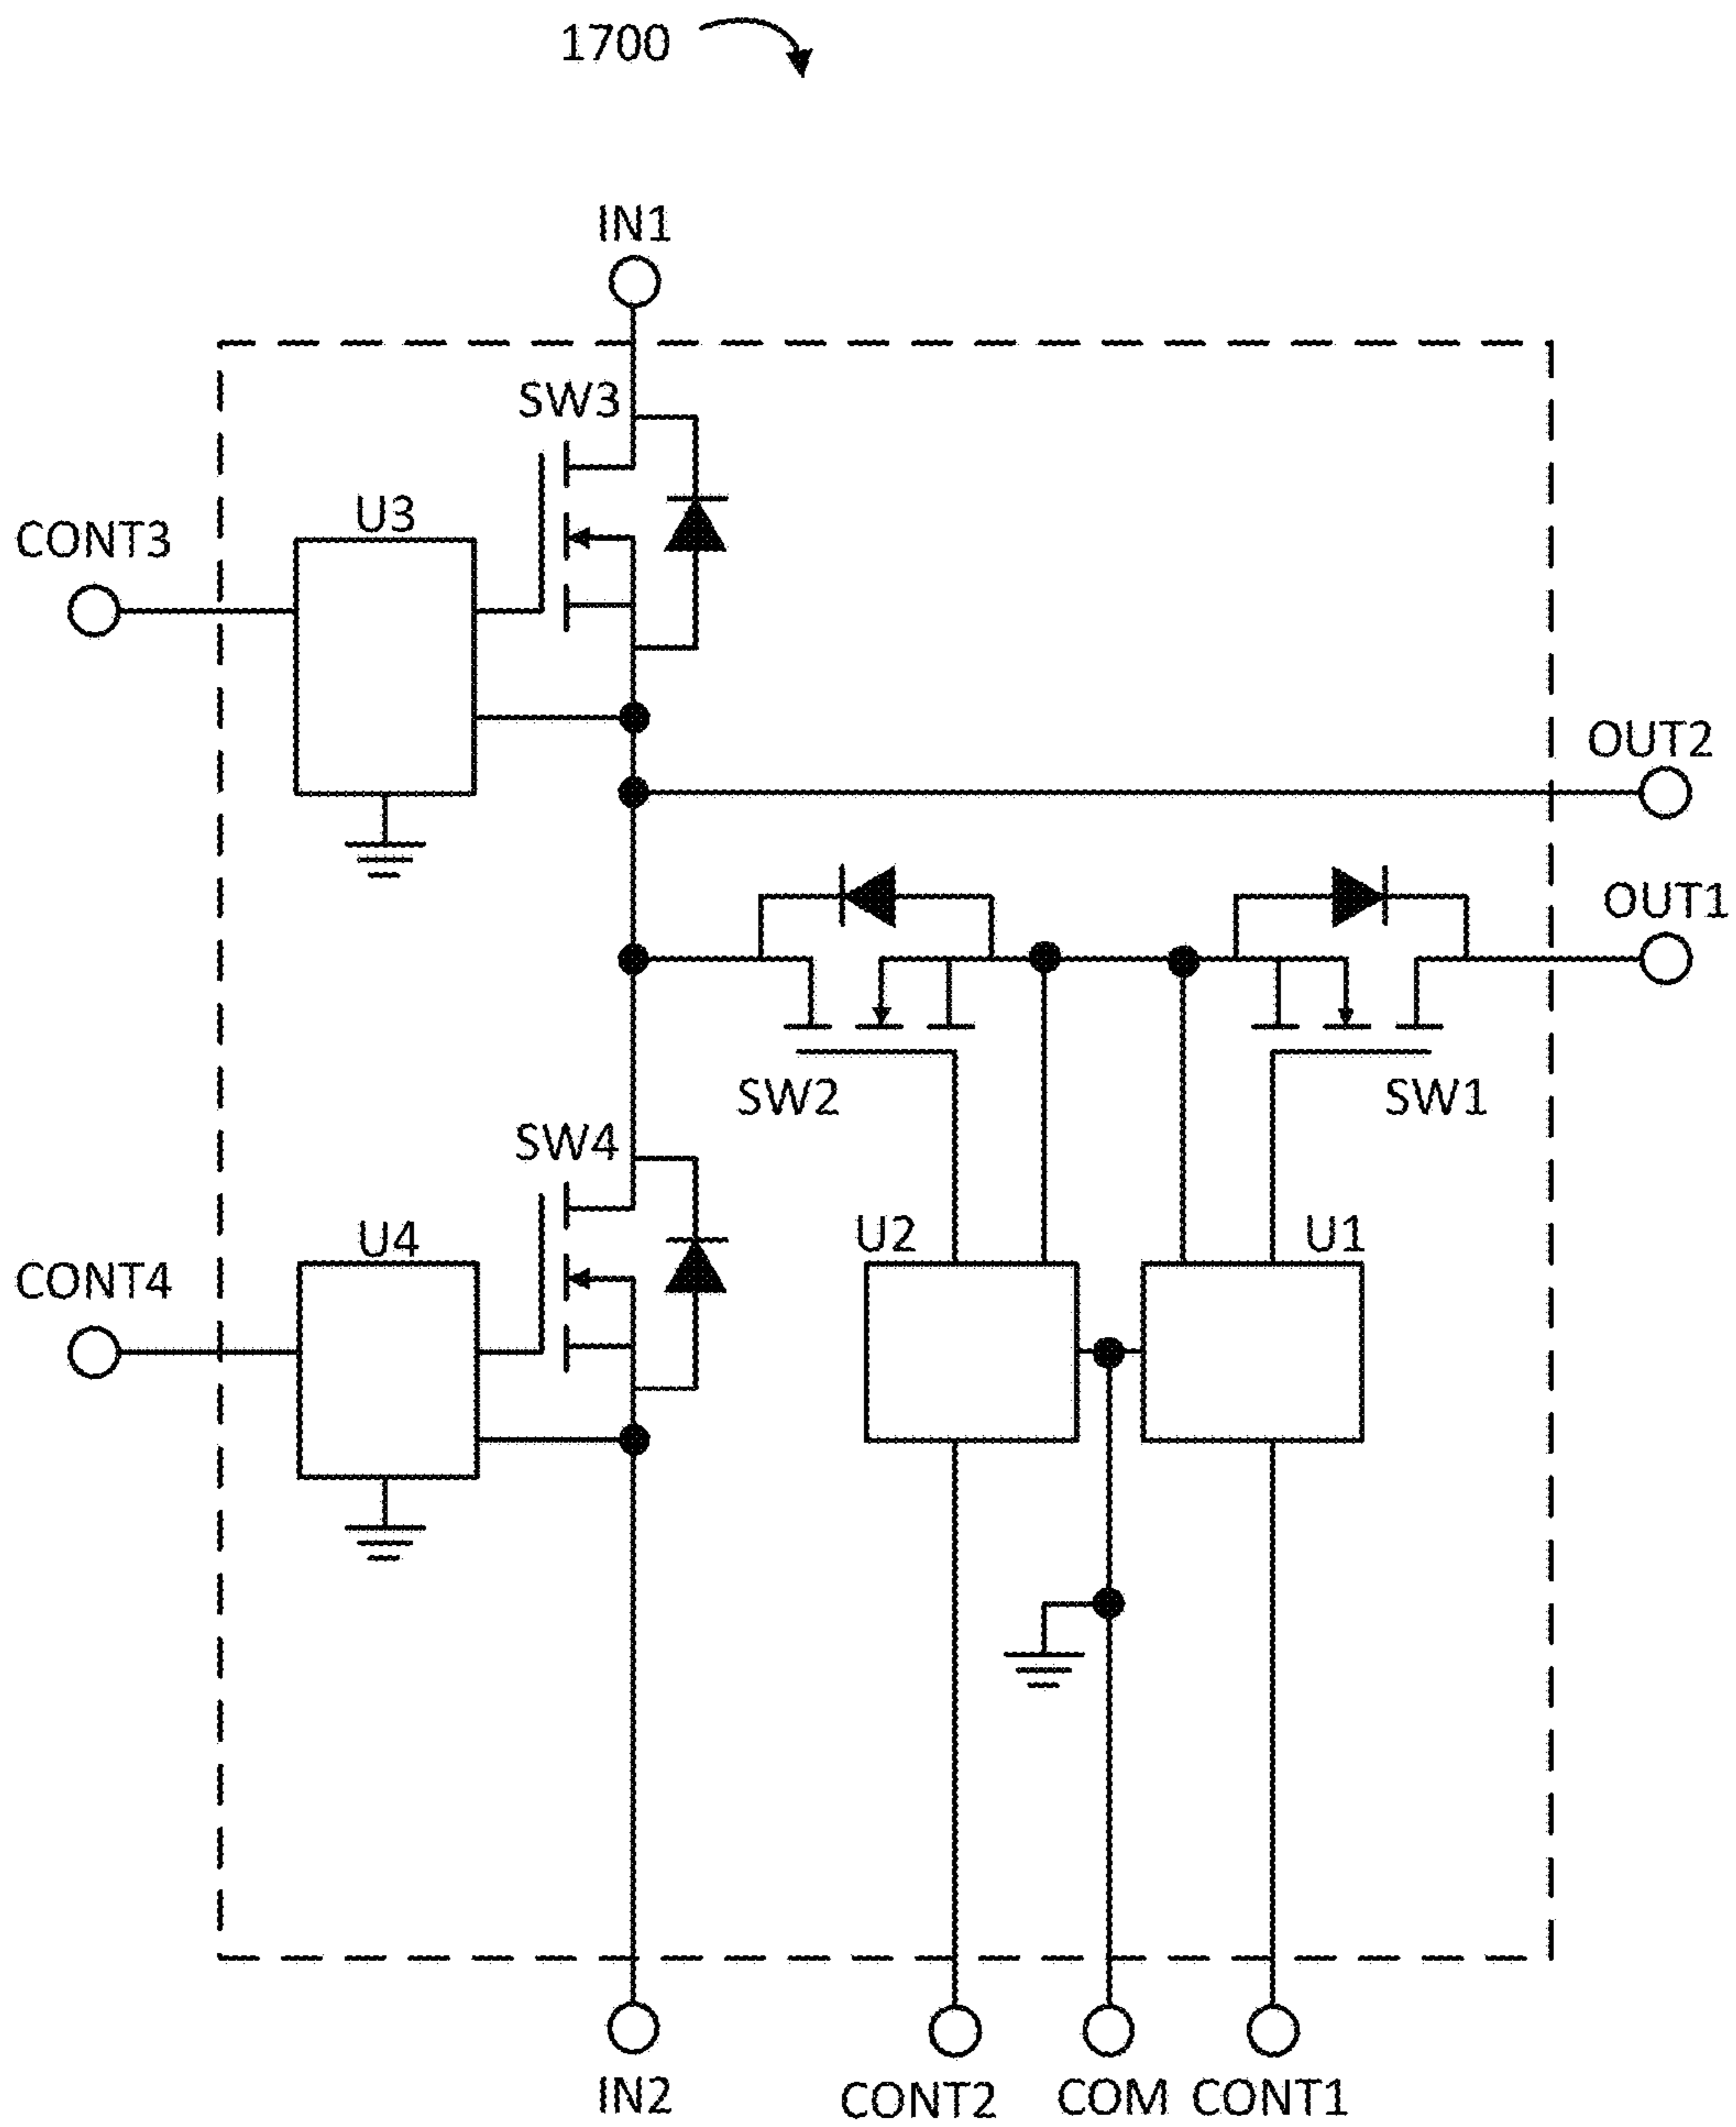 1700
IN1
SW3
U3
CONT3
OUT2
OUT1
SW2
SW1
SW4
U2
U1
U4
CONT4
IN2
CONT2
COM
CONT1